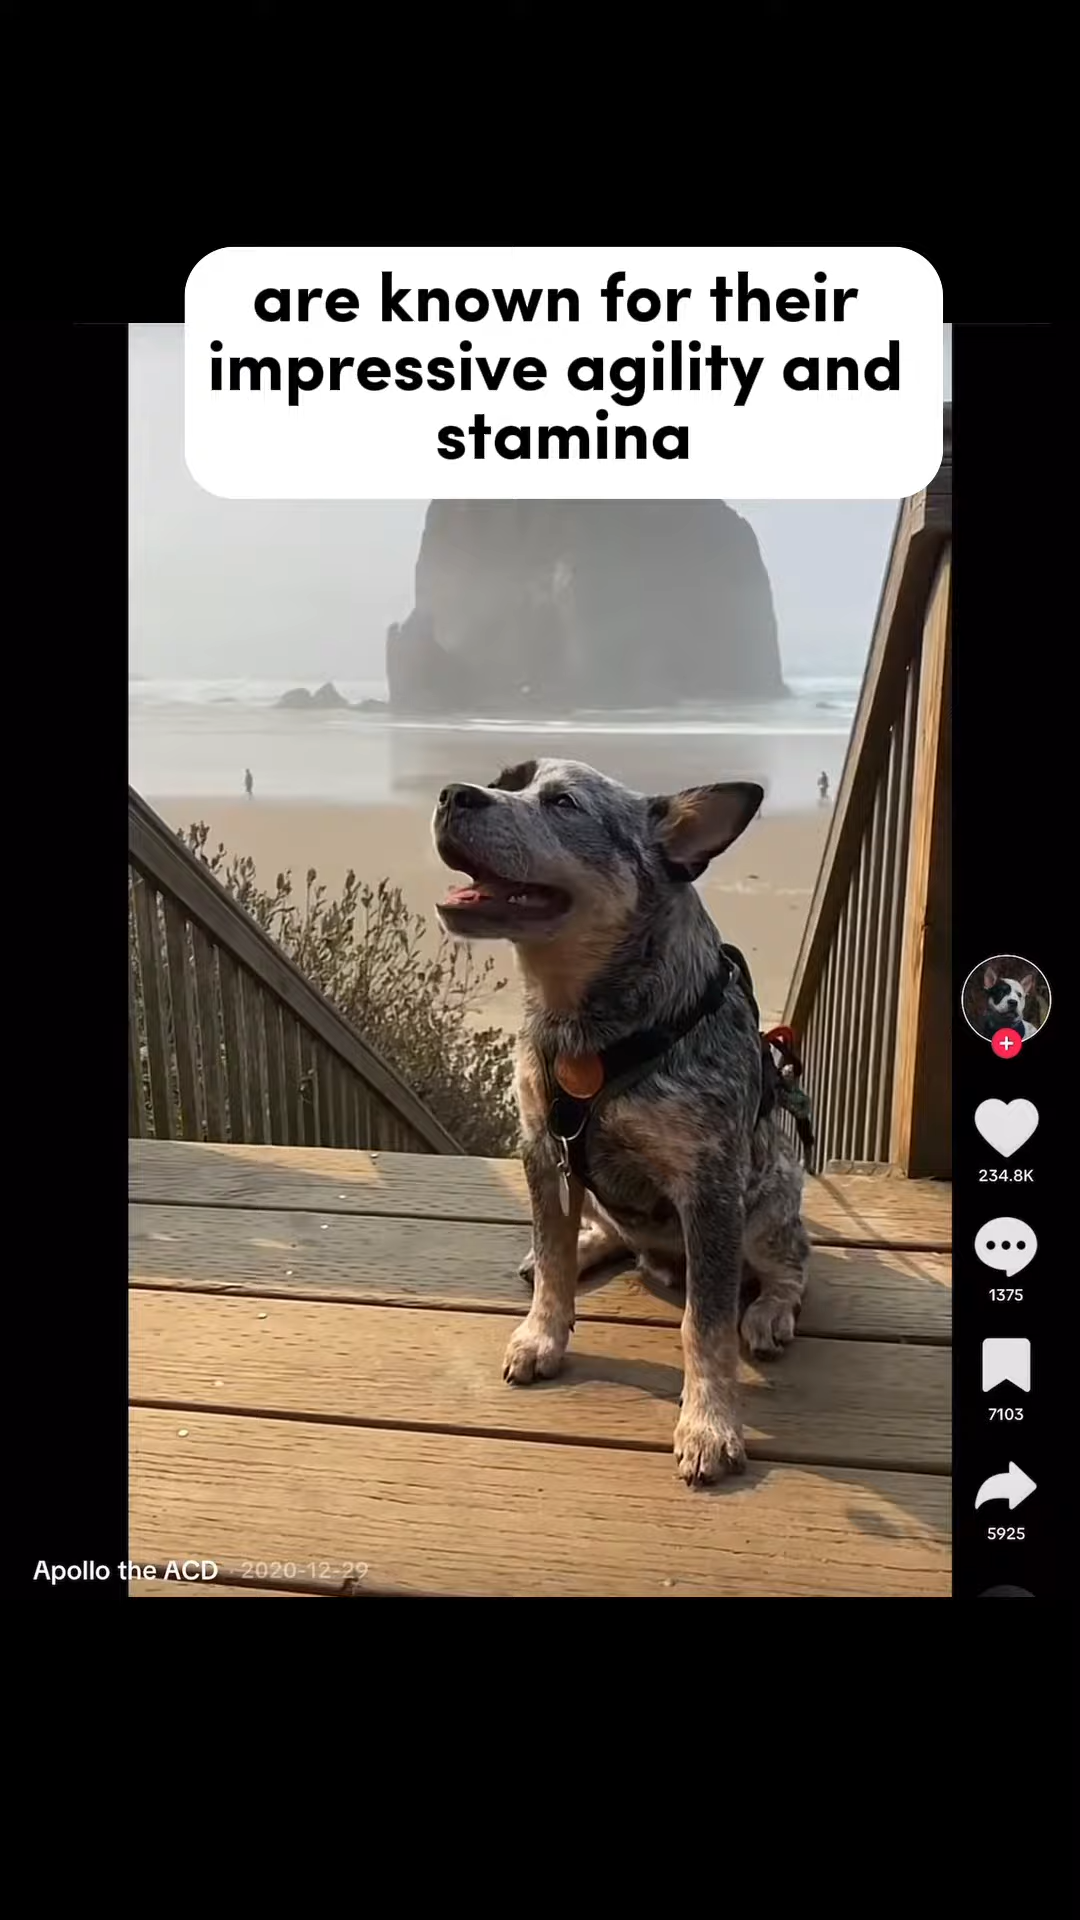 are known for their
impressive agility and
stamina
234.8K
1375
7103
5925
Apollo the ACD · 2020-12-29